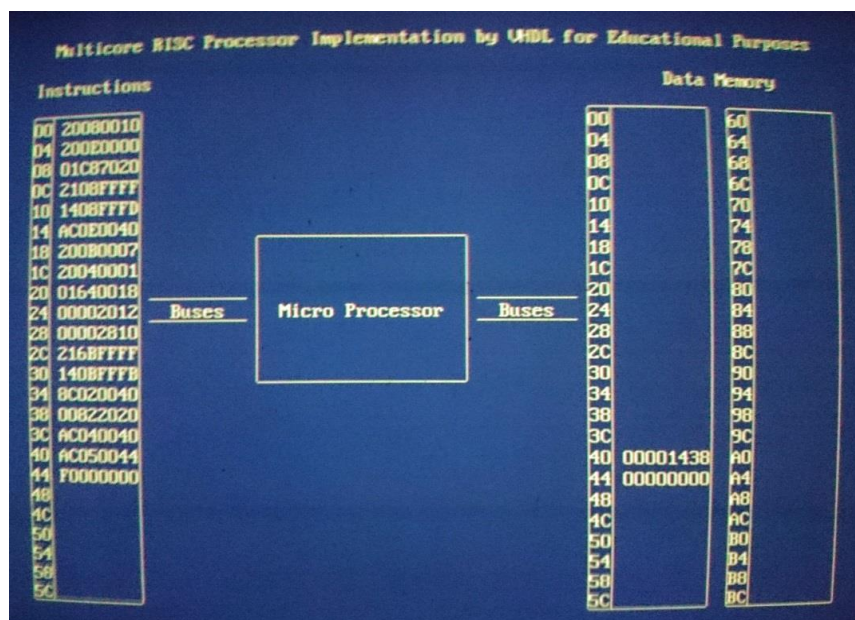 Multicore RISC Processor Implementation by VHDL for Educational Purposes
Instructions
Data Memory
00 20080010
04 200E0000
08 01C87020
0C 2108FFFF
10 1408FFFD
14 AC0E0040
18 200B0007
1C 20040001
20 01640018
24 00002012
28 00002810
2C 216BFFFF
30 140BFFFB
34 8C020040
38 00822020
3C AC040040
40 AC050044
44 F0000000
48
4C
50
54
58
5C
Buses
Micro Processor
Buses
00
04
08
0C
10
14
18
1C
20
24
28
2C
30
34
38
3C
40 00001438
44 00000000
48
4C
50
54
58
5C
60
64
68
6C
70
74
78
7C
80
84
88
8C
90
94
98
9C
A0
A4
A8
AC
B0
B4
B8
BC